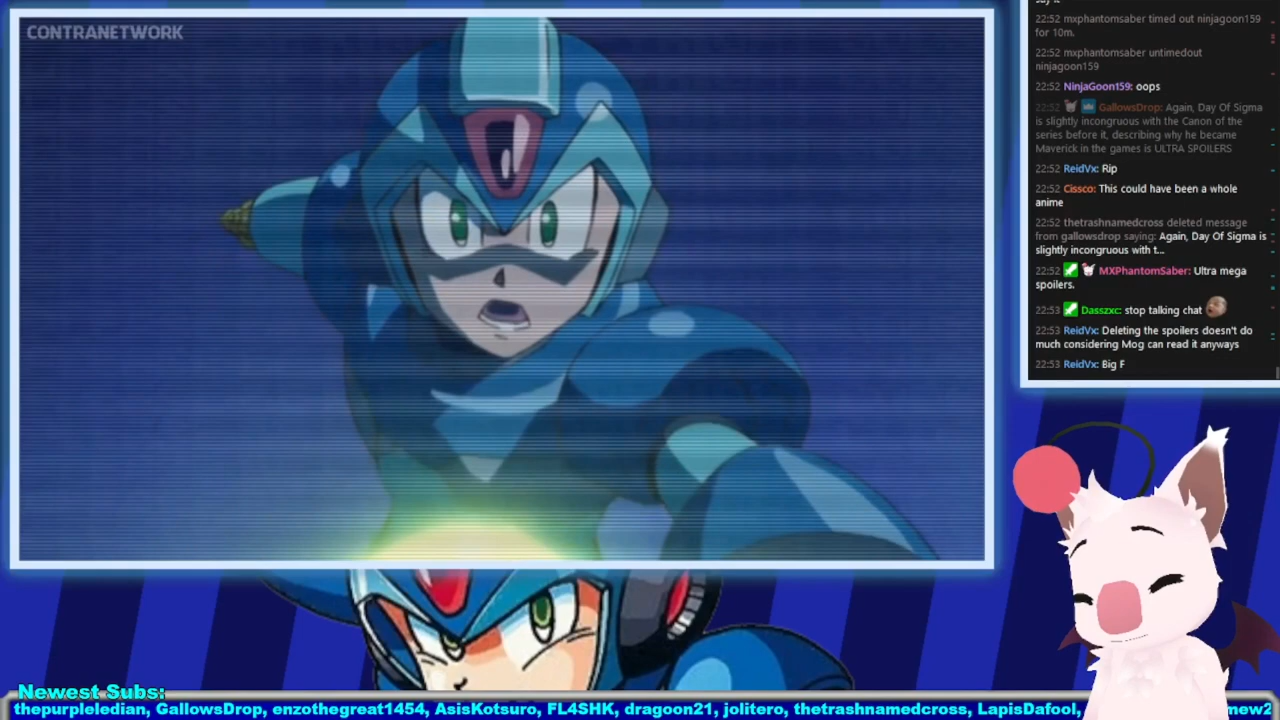 CONTRANETWORK
22:52 mxphantomsaber timed out ninjagoon159
for 10m.
22:52 mxphantomsaber untimedout
ninjagoon159
22:52 NinjaGoon159: oops
22:52 GallowsDrop: Again, Day Of Sigma
is slightly incongruous with the Canon of the
series before it, describing why he became
Maverick in the games is ULTRA SPOILERS
22:52 ReidVx: Rip
22:52 Cissco: This could have been a whole
anime
22:52 thetrashnamedcross deleted message
from gallowsdrop saying: Again, Day Of Sigma is
slightly incongruous with t...
22:52 MXPhantomSaber: Ultra mega
spoilers.
22:53 Dasszxc: stop talking chat
22:53 ReidVx: Deleting the spoilers doesn't do
much considering Mog can read it anyways
22:53 ReidVx: Big F
Newest Subs:
thepurpleledian, GallowsDrop, enzothegreat1454, AsisKotsuro, FL4SHK, dragoon21, jolitero, thetrashnamedcross, LapisDafool, mew2